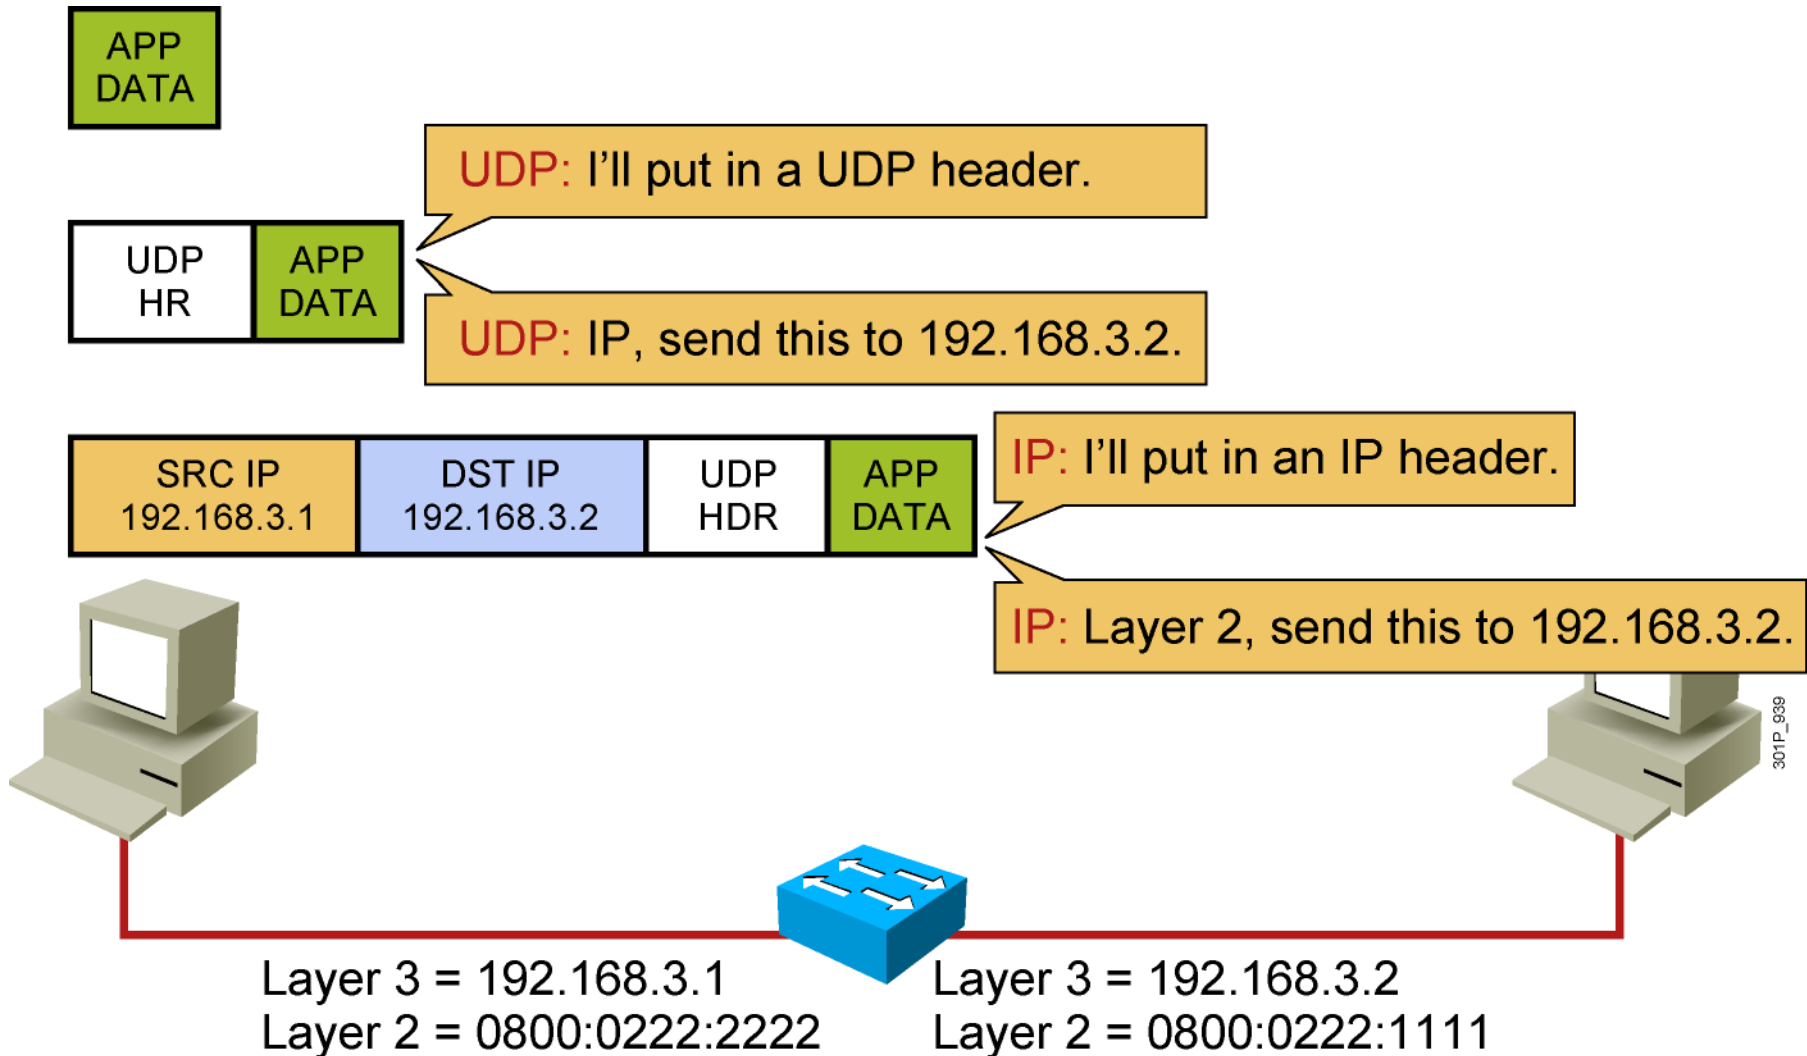 APP
DATA
UDP: I'll put in a UDP header.
UDP
HR
APP
DATA
UDP: IP, send this to 192.168.3.2.
SRC IP
192.168.3.1
DST IP
192.168.3.2
UDP
HDR
APP
DATA
IP: I'll put in an IP header.
IP: Layer 2, send this to 192.168.3.2.
301P_939
Layer 3 = 192.168.3.1
Layer 2 = 0800:0222:2222
Layer 3 = 192.168.3.2
Layer 2 = 0800:0222:1111